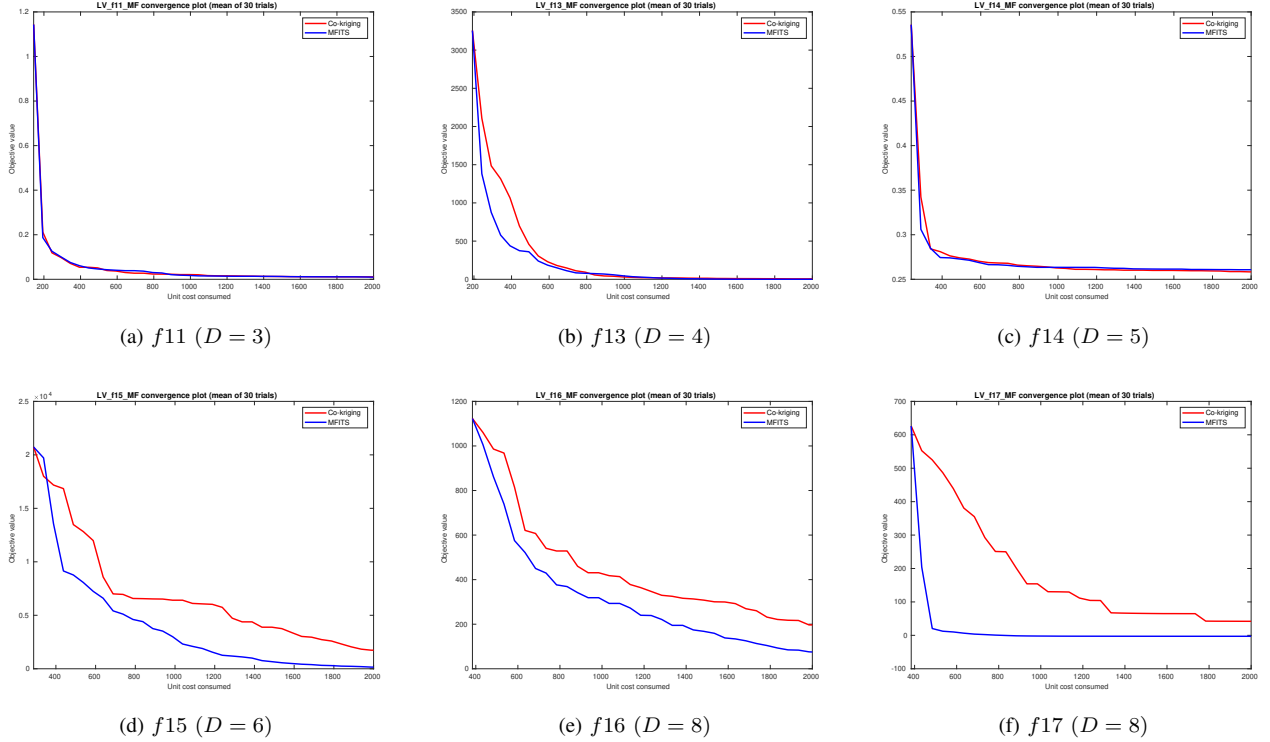 LV_f11_MF convergence plot (mean of 30 trials)
Co-kriging
MFITS
1.2
1
0.8
0.6
0.4
0.2
0
Objective value
200 400 600 800 1000 1200 1400 1600 1800 2000
Unit cost consumed
(a) f11 (D = 3)
LV_f13_MF convergence plot (mean of 30 trials)
Co-kriging
MFITS
3500
3000
2500
2000
1500
1000
500
0
Objective value
200 400 600 800 1000 1200 1400 1600 1800 2000
Unit cost consumed
(b) f13 (D = 4)
LV_f14_MF convergence plot (mean of 30 trials)
Co-kriging
MFITS
0.55
0.5
0.45
0.4
0.35
0.3
0.25
Objective value
400 600 800 1000 1200 1400 1600 1800 2000
Unit cost consumed
(c) f14 (D = 5)
LV_f15_MF convergence plot (mean of 30 trials)
×10⁴
Co-kriging
MFITS
2.5
2
1.5
1
0.5
0
Objective value
400 600 800 1000 1200 1400 1600 1800 2000
Unit cost consumed
(d) f15 (D = 6)
LV_f16_MF convergence plot (mean of 30 trials)
Co-kriging
MFITS
1200
1000
800
600
400
200
0
Objective value
400 600 800 1000 1200 1400 1600 1800 2000
Unit cost consumed
(e) f16 (D = 8)
LV_f17_MF convergence plot (mean of 30 trials)
Co-kriging
MFITS
700
600
500
400
300
200
100
0
-100
Objective value
400 600 800 1000 1200 1400 1600 1800 2000
Unit cost consumed
(f) f17 (D = 8)